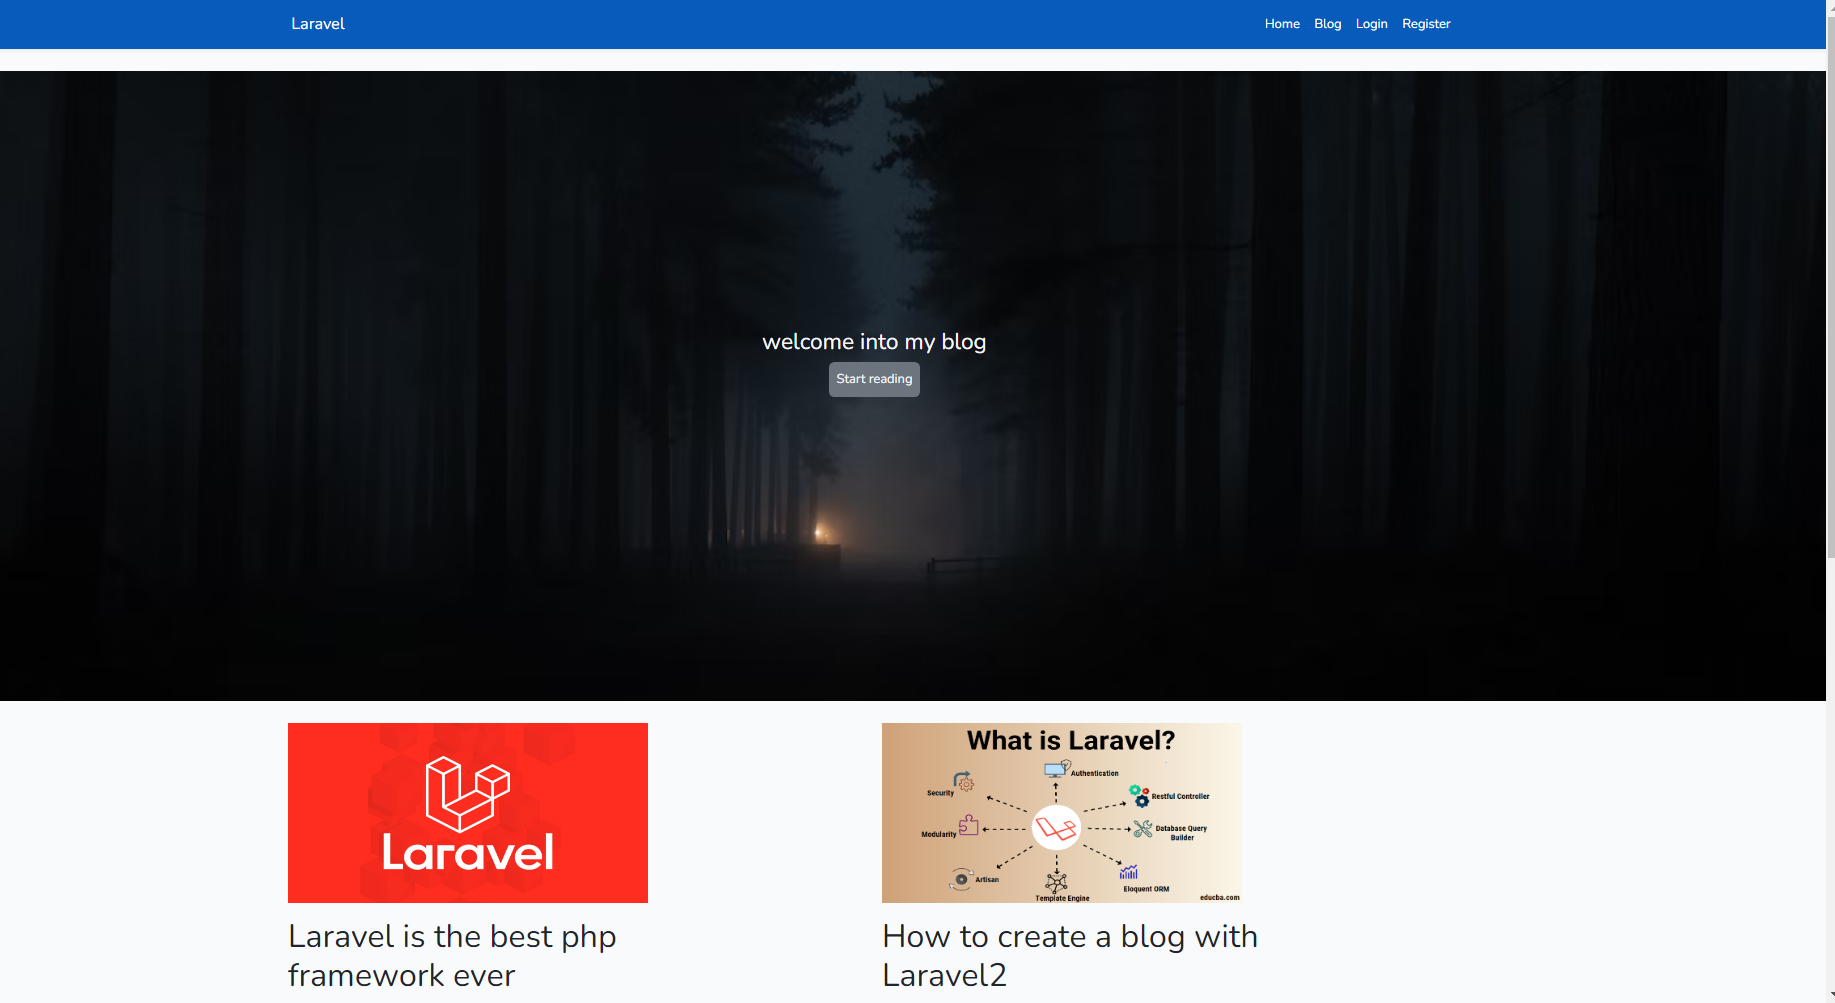 Laravel
Home Blog Login Register
welcome into my blog
Start reading
Laravel
What is Laravel?
Authentication
Security
Restful Controller
Modularity
Database Query
Builder
Artisan
Eloquent ORM
Template Engine
educba.com
Laravel is the best php
framework ever
How to create a blog with
Laravel2